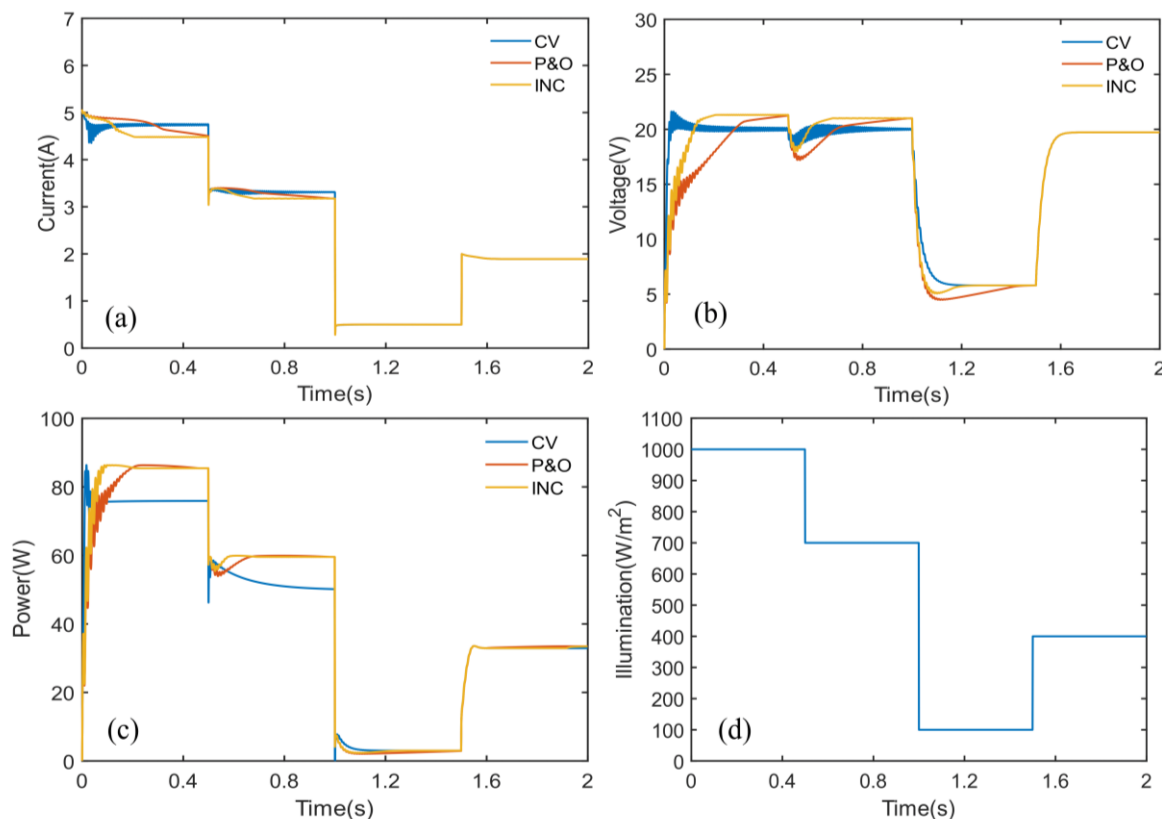 7
6
5
4
3
2
1
0
Current(A)
CV
P&O
INC
(a)
0
0.4
0.8
1.2
1.6
2
Time(s)
30
25
20
15
10
5
0
Voltage(V)
CV
P&O
INC
(b)
0
0.4
0.8
1.2
1.6
2
Time(s)
100
80
60
40
20
0
Power(W)
CV
P&O
INC
(c)
0
0.4
0.8
1.2
1.6
2
Time(s)
1100
1000
900
800
700
600
500
400
300
200
100
0
Illumination(W/m²)
(d)
0
0.4
0.8
1.2
1.6
2
Time(s)